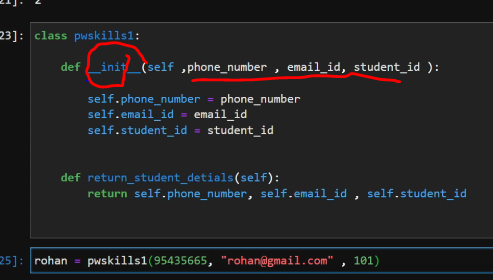 21]: 2
23]: class pwskills1:
def __init__(self ,phone_number , email_id, student_id ):
self.phone_number = phone_number
self.email_id = email_id
self.student_id = student_id
def return_student_detials(self):
return self.phone_number, self.email_id , self.student_id
25]: rohan = pwskills1(95435665, "rohan@gmail.com" , 101)